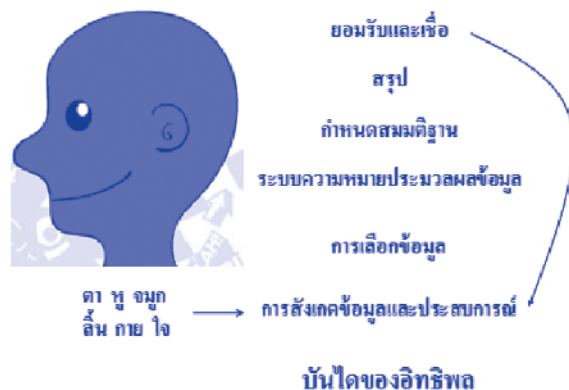 ยอมรับและเชื่อ
สรุป
กำหนดสมมติฐาน
ระบบความหมายประมวลผลข้อมูล
การเลือกข้อมูล
ตา หู จมูก
ลิ้น กาย ใจ
การสังเกตข้อมูลและประสบการณ์
บันไดของอิทธิพล
AH!